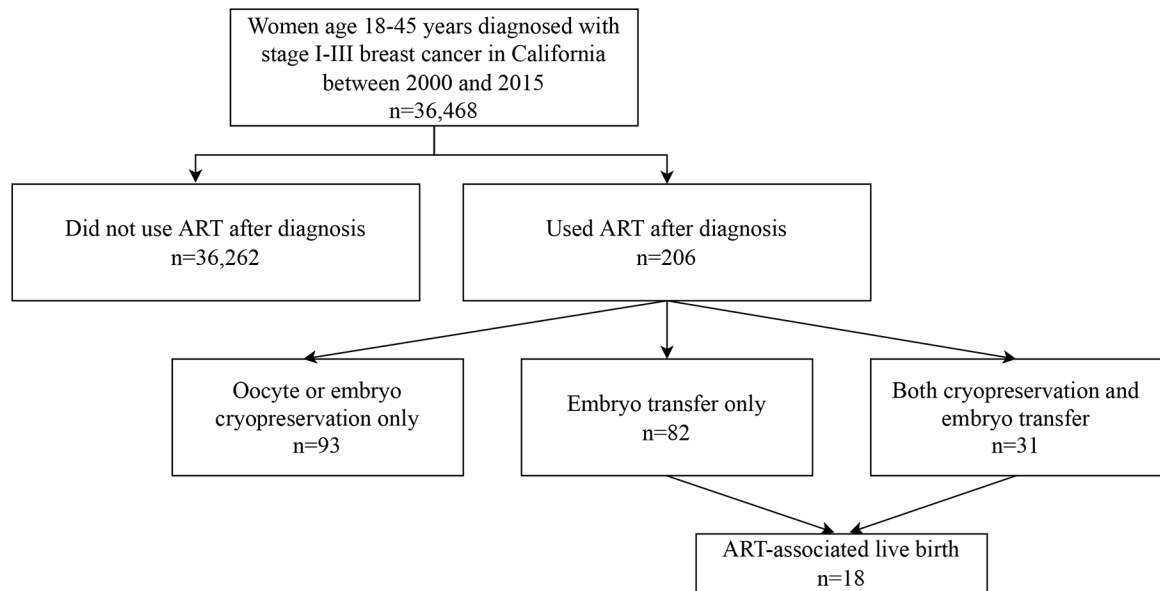 Women age 18-45 years diagnosed with
stage I-III breast cancer in California
between 2000 and 2015
n=36,468
Did not use ART after diagnosis
n=36,262
Used ART after diagnosis
n=206
Oocyte or embryo
cryopreservation only
n=93
Embryo transfer only
n=82
Both cryopreservation and
embryo transfer
n=31
ART-associated live birth
n=18